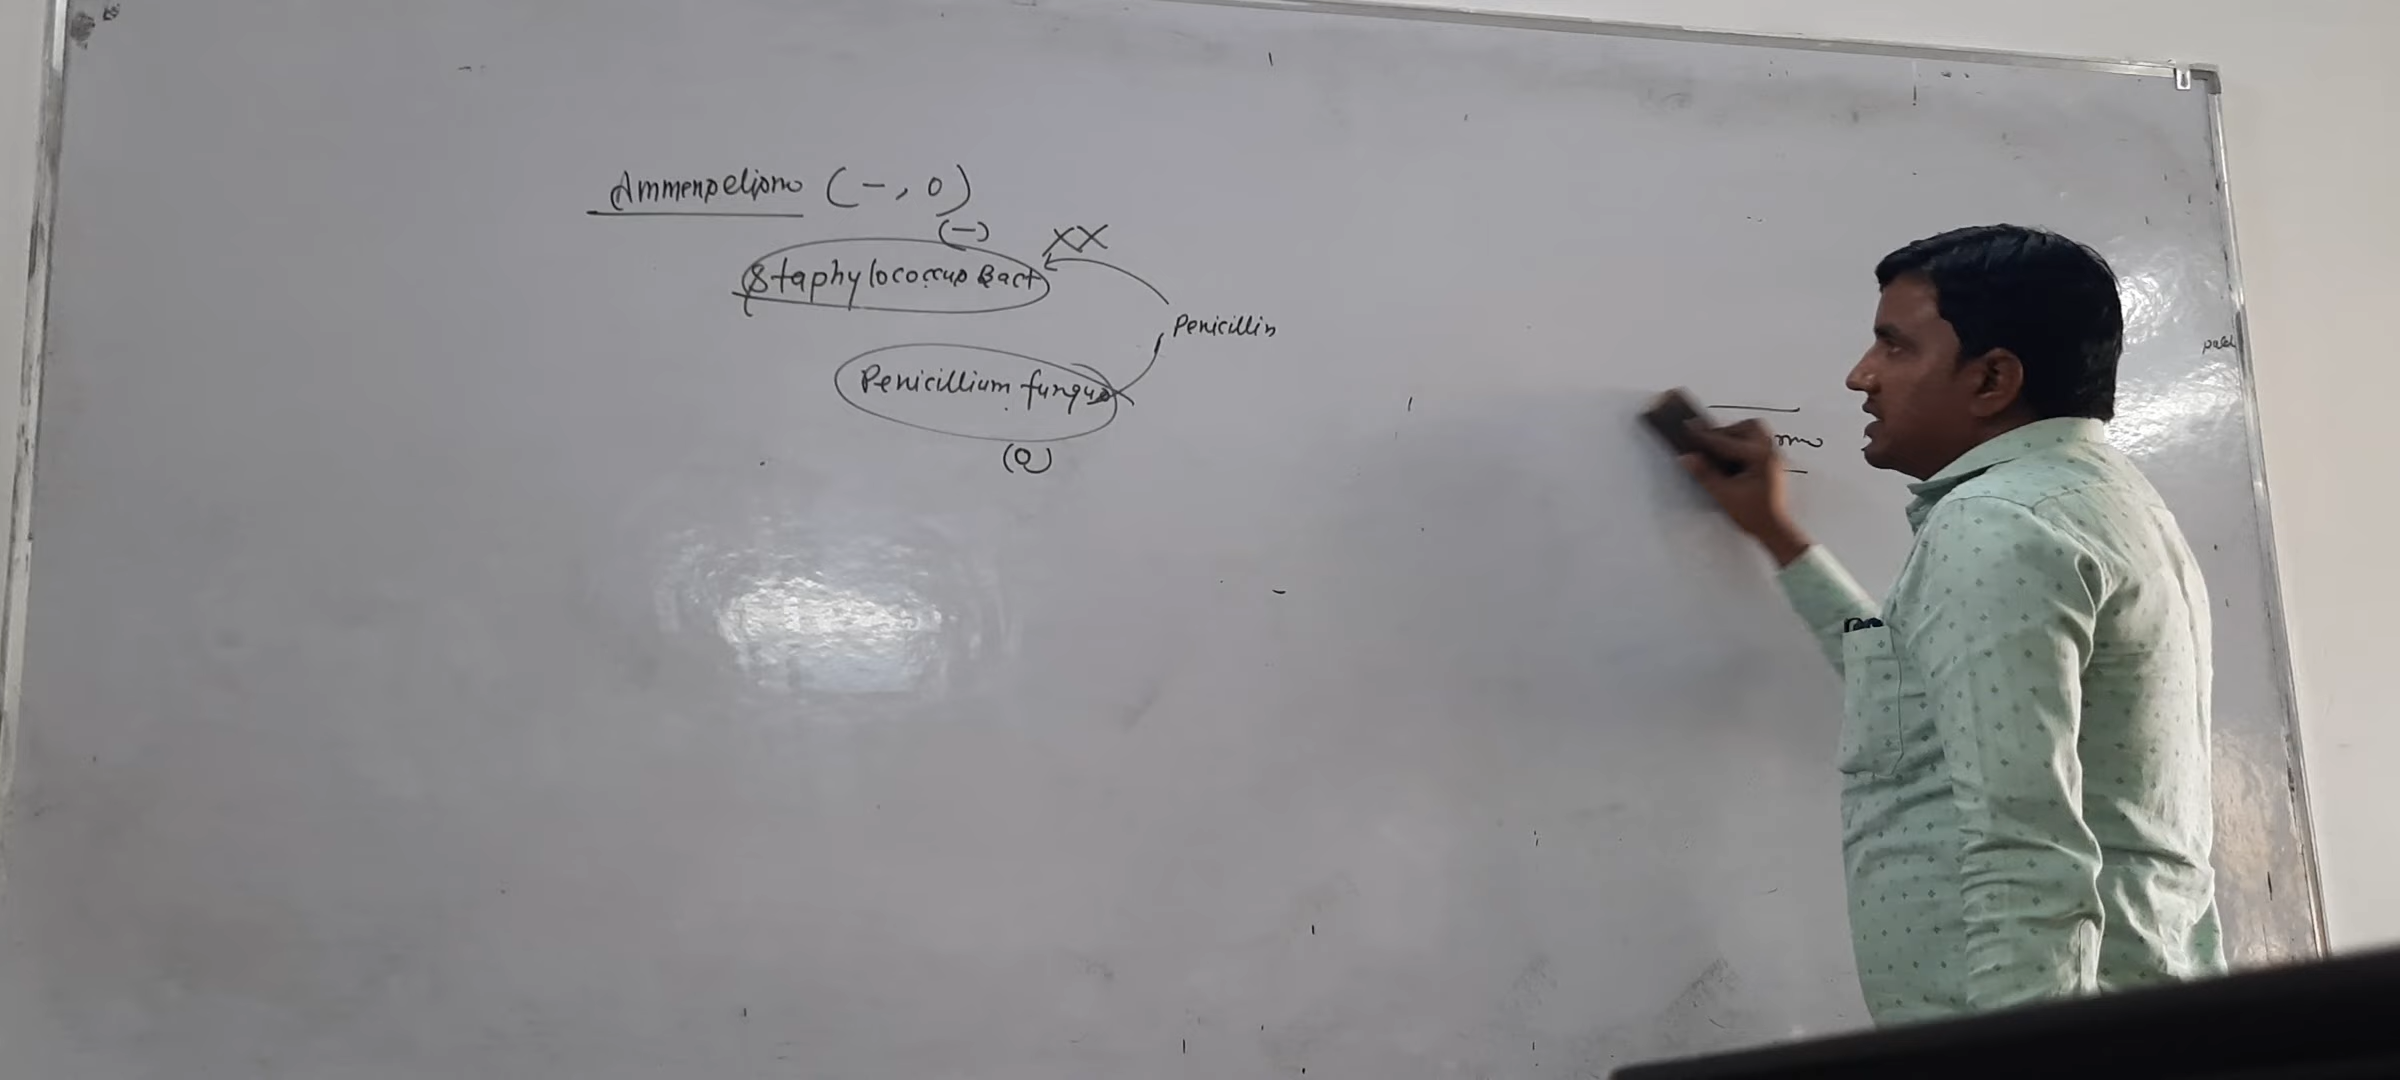 Ammenpelism (-, 0)
(-)
XX
Staphylococcus Bact
Penicillin
Penicillium fungus
(0)